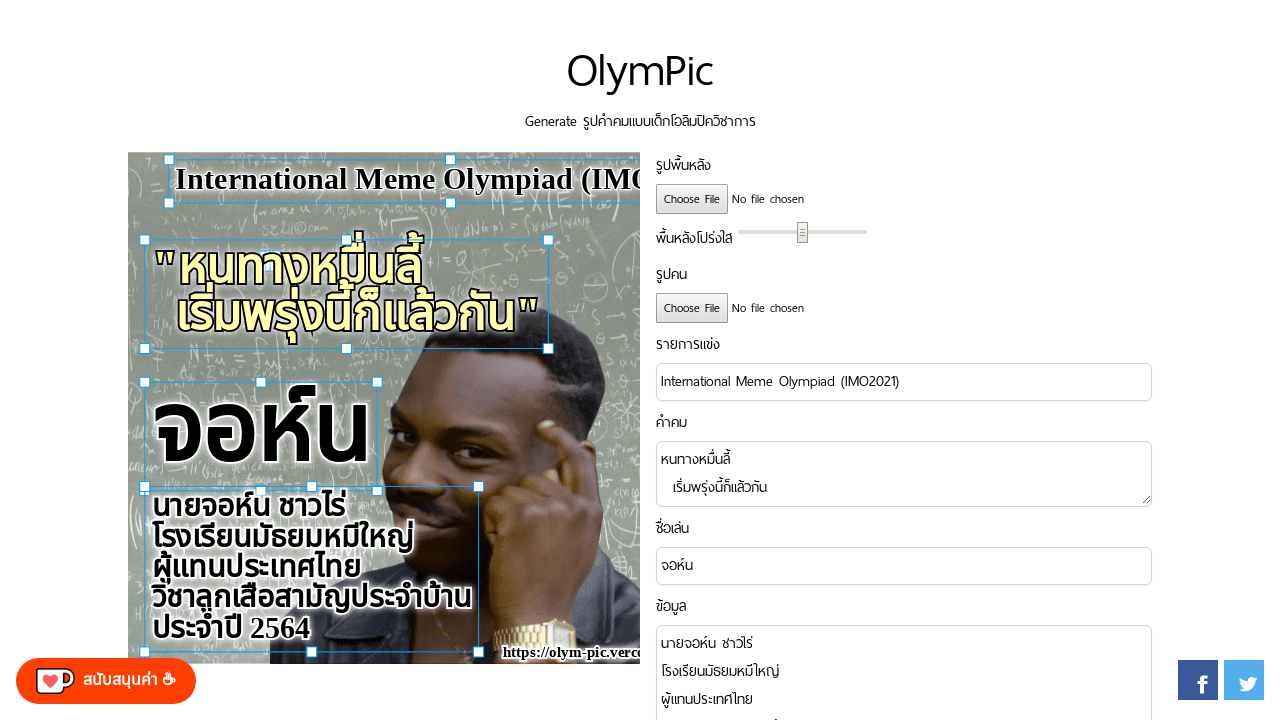 OlymPic
Generate รูปคำคมแบบเด็กโอลิมปิควิชาการ
International Meme Olympiad (IMO
"หนทางหมื่นลี้
เริ่มพรุ่งนี้ก็แล้วกัน"
จอห์น
นายจอห์น ชาวไร่
โรงเรียนมัธยมหมีใหญ่
ผู้แทนประเทศไทย
วิชาลูกเสือสามัญประจำบ้าน
ประจำปี 2564
https://olym-pic.verce
รูปพื้นหลัง
Choose File No file chosen
พื้นหลังโปร่งใส
รูปคน
Choose File No file chosen
รายการแข่ง
International Meme Olympiad (IMO2021)
คำคม
หนทางหมื่นลี้
เริ่มพรุ่งนี้ก็แล้วกัน
ชื่อเล่น
จอห์น
ข้อมูล
นายจอห์น ชาวไร่
โรงเรียนมัธยมหมีใหญ่
ผู้แทนประเทศไทย
สนับสนุนค่า